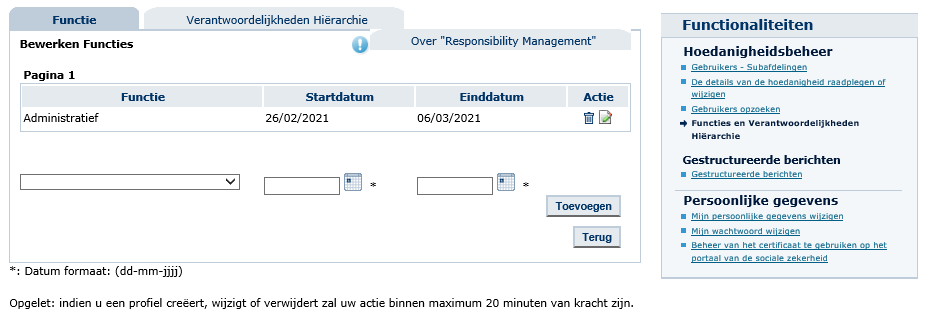 Functie
Verantwoordelijkheden Hiërarchie
Bewerken Functies
Over "Responsibility Management"
Pagina 1
Functie Startdatum Einddatum Actie
Administratief 26/02/2021 06/03/2021
* *
Toevoegen
Terug
*: Datum formaat: (dd-mm-jjjj)
Opgelet: indien u een profiel creëert, wijzigt of verwijdert zal uw actie binnen maximum 20 minuten van kracht zijn.
Functionaliteiten
Hoedanigheidsbeheer
Gebruikers - Subafdelingen
De details van de hoedanigheid raadplegen of
wijzigen
Gebruikers opzoeken
Functies en Verantwoordelijkheden
Hiërarchie
Gestructureerde berichten
Gestructureerde berichten
Persoonlijke gegevens
Mijn persoonlijke gegevens wijzigen
Mijn wachtwoord wijzigen
Beheer van het certificaat te gebruiken op het
portaal van de sociale zekerheid